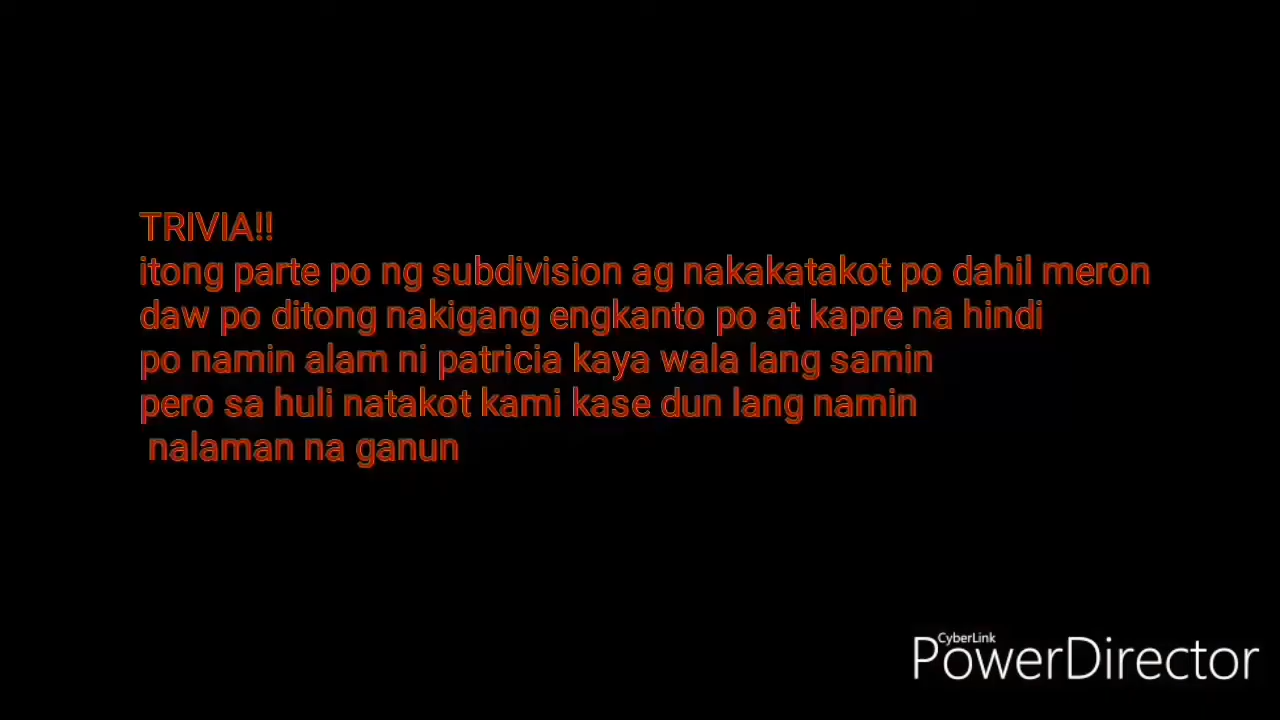 TRIVIA!!
itong parte po ng subdivision ag nakakatakot po dahil meron
daw po ditong nakigang engkanto po at kapre na hindi
po namin alam ni patricia kaya wala lang samin
pero sa huli natakot kami kase dun lang namin
nalaman na ganun
CyberLink
PowerDirector